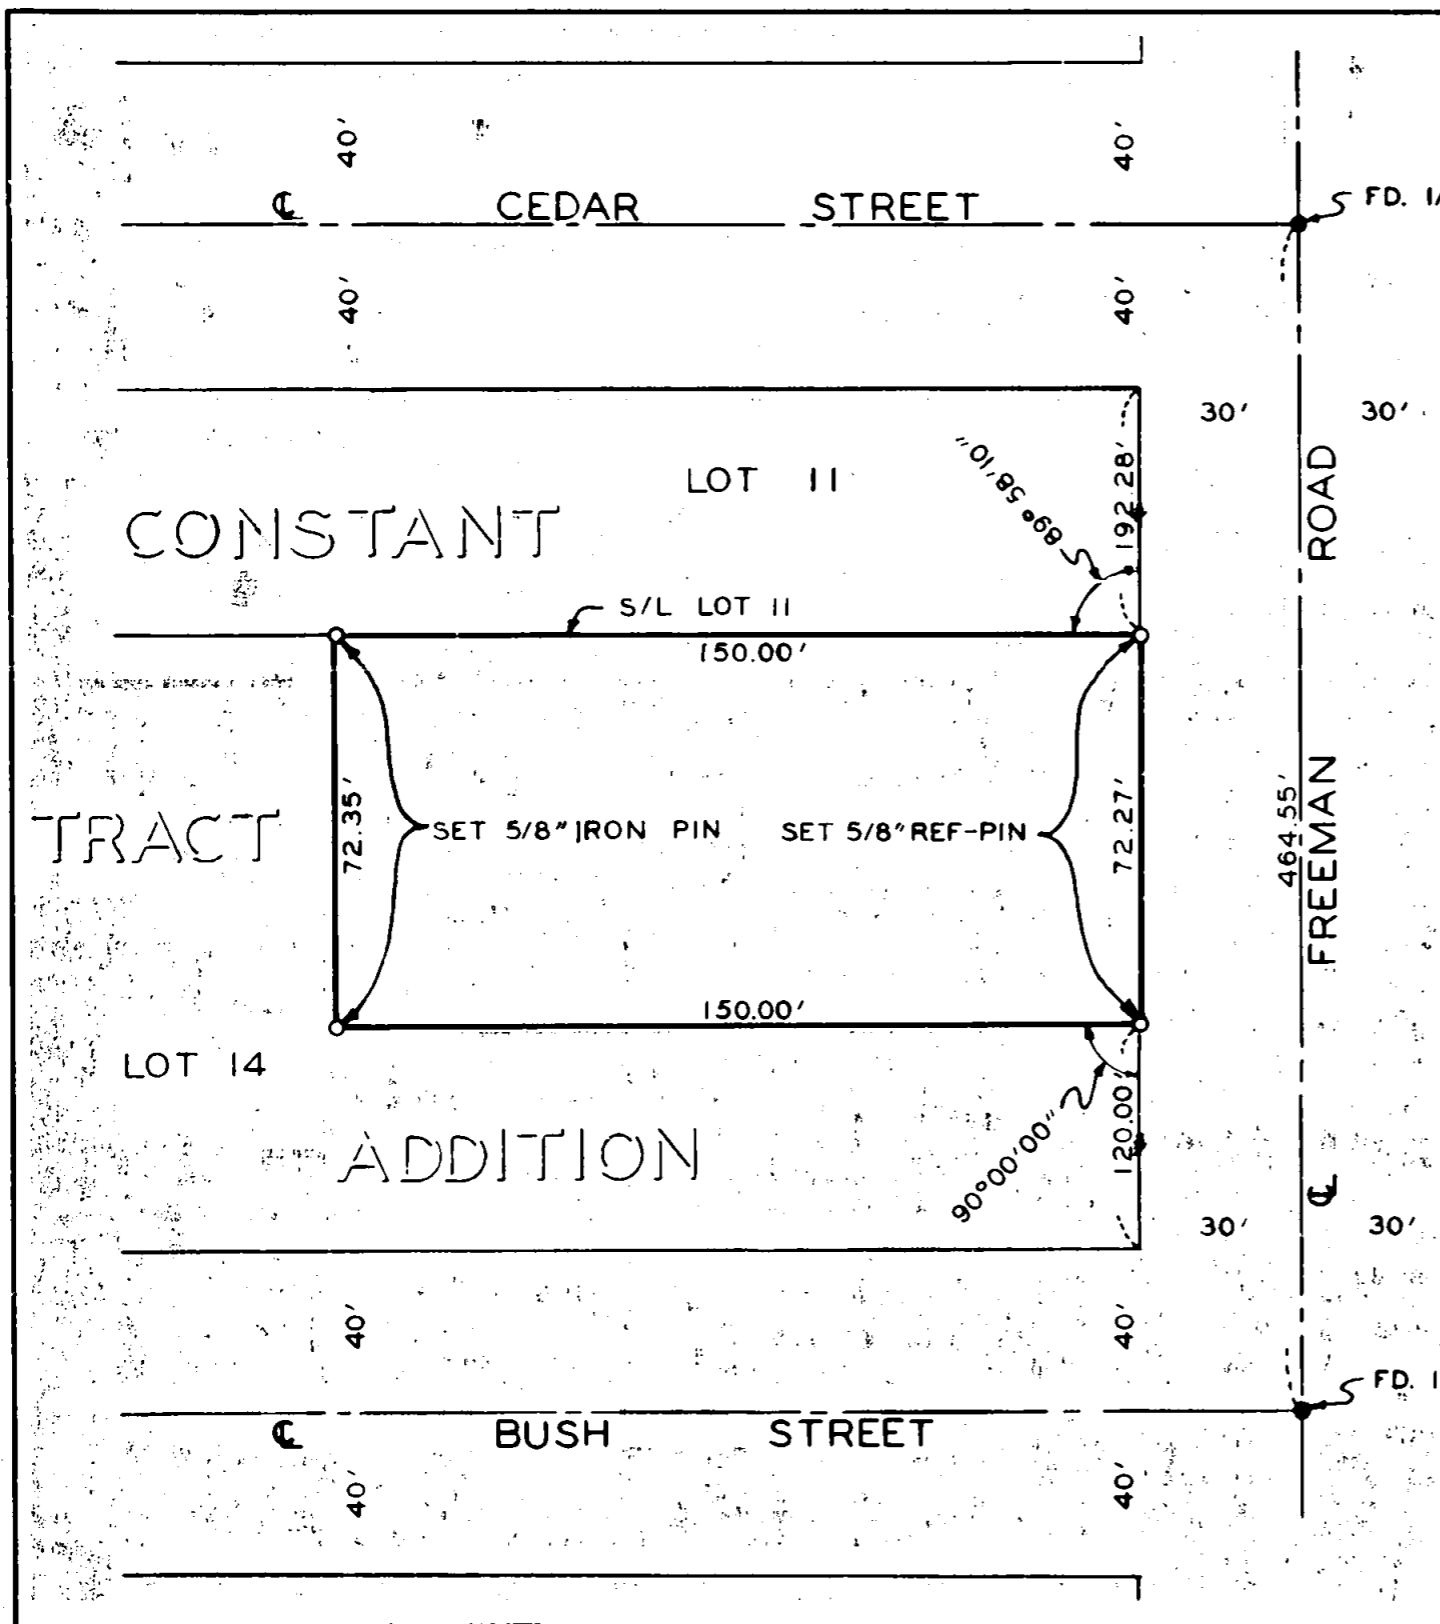 40' 40'
℄ CEDAR STREET
FD. 1/
40' 40'
30' 30'
LOT 11
89° 58'10"
192.28'
ROAD
CONSTANT
S/L LOT 11
150.00'
72.35'
SET 5/8" IRON PIN
SET 5/8" REF-PIN
72.27'
464.55'
FREEMAN
TRACT
150.00'
LOT 14
90°00'00"
120.00'
ADDITION
℄
30' 30'
40' 40'
FD. 1
℄ BUSH STREET
40' 40'